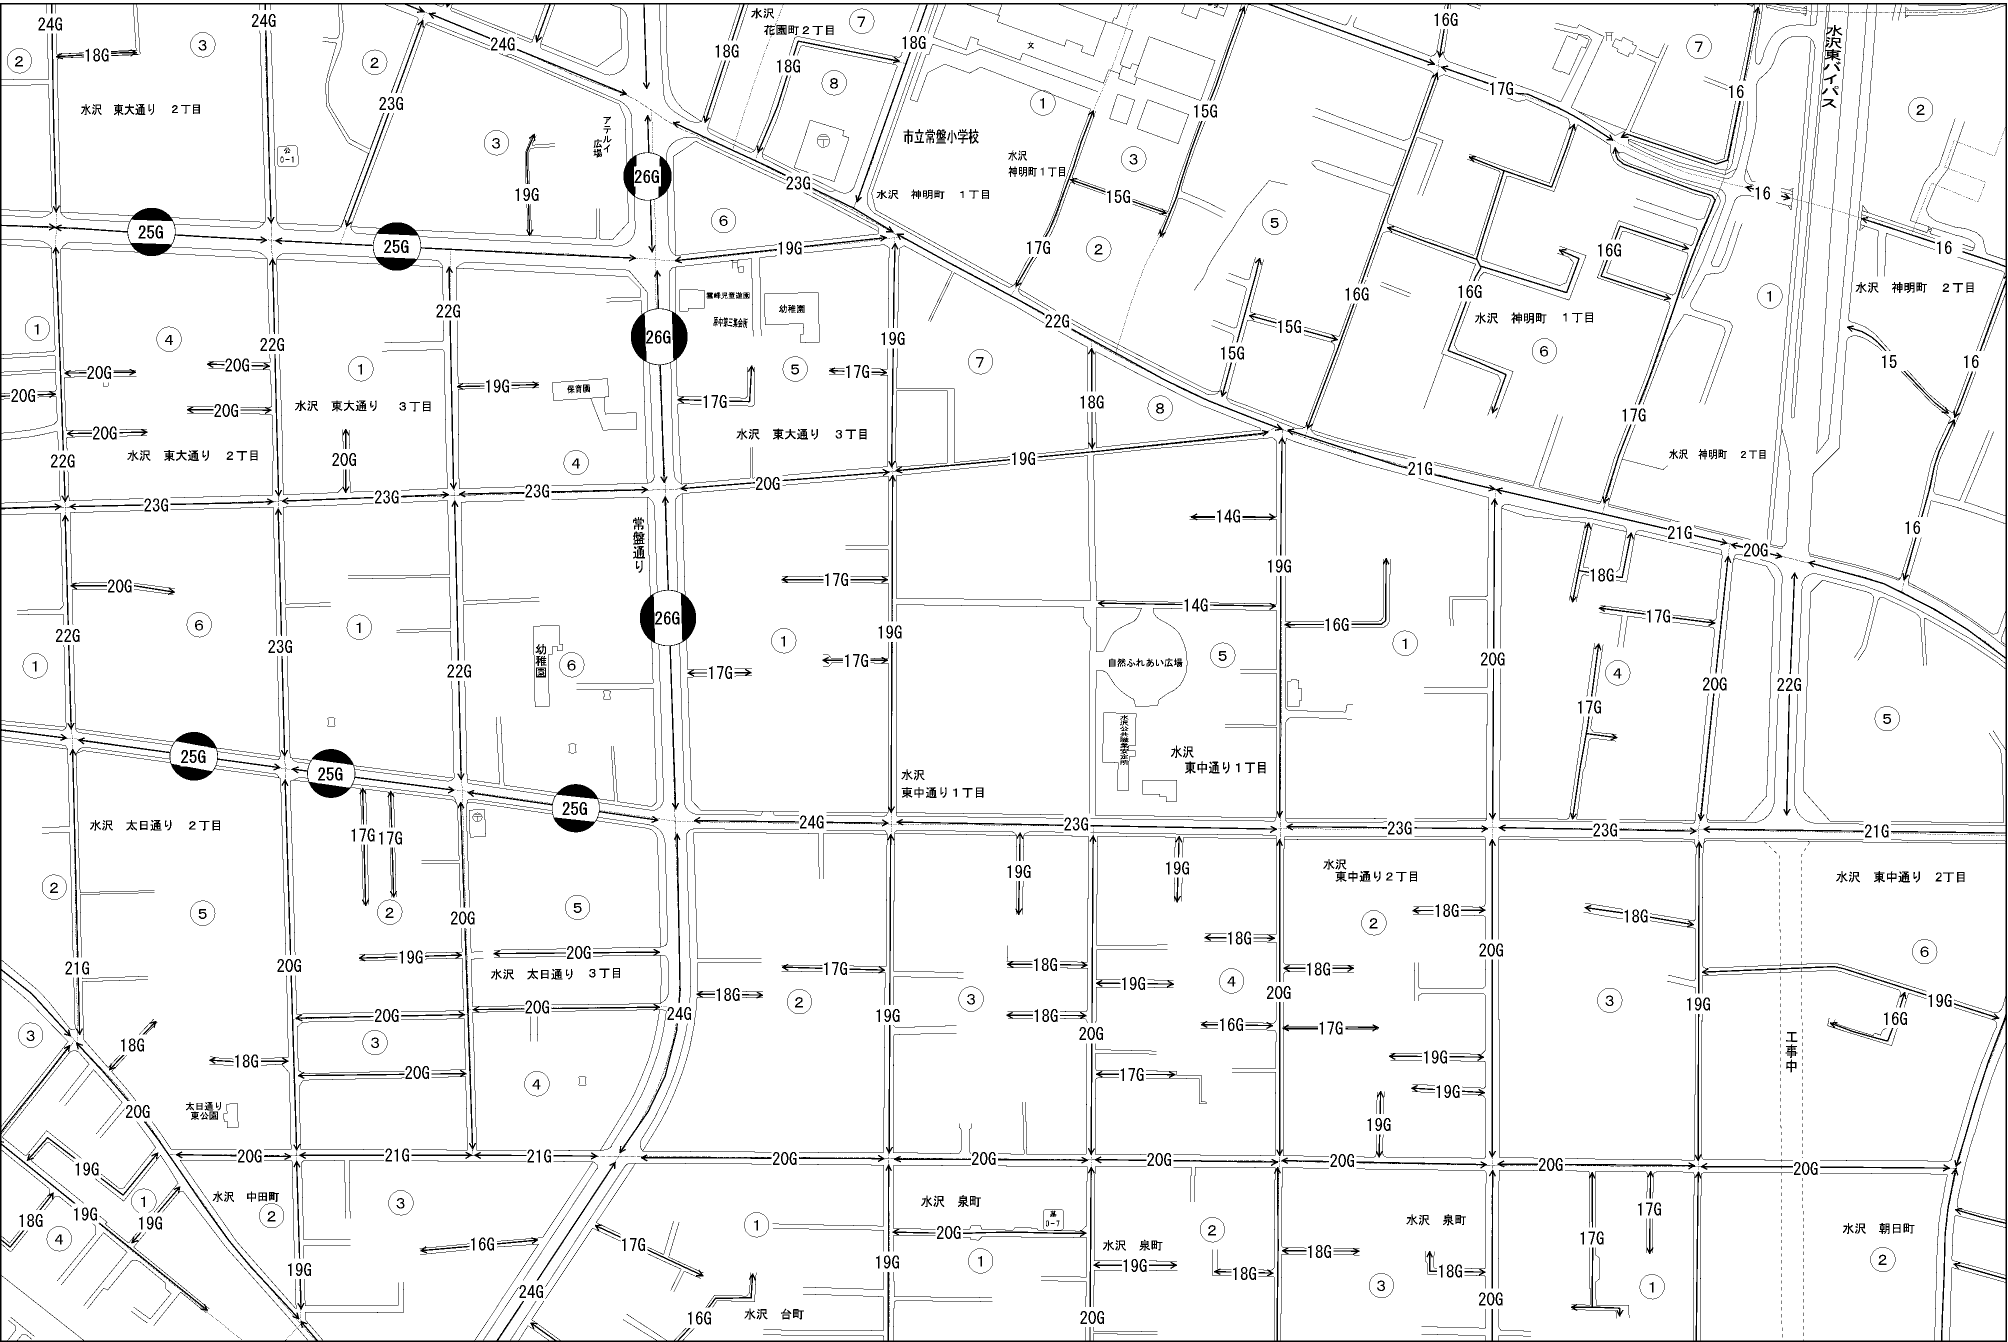 24G
24G
24G
18G
②
③
②
23G
水沢　東大通り　２丁目
公
0-1
③
19G
アテルイ
広場
26G
18G
水沢
花園町２丁目
18G
⑦
18G
⑧
文
①
市立常盤小学校
水沢
神明町１丁目
水沢　神明町　１丁目
23G
15G
③
15G
17G
②
16G
17G
⑦
16
水沢東バイパス
②
16
16
25G
25G
⑥
19G
⑤
16G
16G
16G
①
水沢　神明町　２丁目
①
④
22G
22G
①
26G
幼稚園
19G
⑤
17G
17G
⑦
22G
15G
15G
水沢　神明町　１丁目
⑥
15
16
20G
20G
20G
20G
20G
水沢　東大通り　３丁目
19G
保育園
水沢　東大通り　３丁目
18G
⑧
17G
水沢　東大通り　２丁目
22G
20G
④
19G
21G
水沢　神明町　２丁目
23G
23G
23G
20G
常盤通り
14G
19G
21G
20G
16
20G
17G
18G
17G
22G
⑥
①
23G
22G
26G
①
19G
14G
16G
①
⑤
自然ふれあい広場
幼稚園
⑥
17G
17G
20G
④
20G
22G
17G
⑤
①
25G
25G
25G
水沢
東中通り１丁目
水沢
東中通り１丁目
水沢　太日通り　２丁目
17G
17G
24G
23G
23G
23G
21G
19G
19G
水沢
東中通り２丁目
水沢　東中通り　２丁目
②
⑤
②
20G
⑤
18G
②
18G
⑥
21G
20G
19G
20G
水沢　太日通り　３丁目
17G
18G
18G
18G
20G
18G
②
③
19G
④
20G
③
19G
19G
20G
20G
24G
19G
18G
20G
16G
17G
16G
③
18G
18G
③
20G
④
17G
19G
19G
工事中
太日通り
東公園
20G
19G
20G
21G
21G
20G
20G
20G
20G
20G
20G
19G
①
19G
18G
19G
④
水沢　中田町
②
③
19G
16G
17G
①
水沢　泉町
墓
0-7
20G
①
水沢　泉町
19G
②
18G
18G
水沢　泉町
18G
③
17G
17G
①
水沢　朝日町
②
24G
16G
水沢　台町
19G
20G
20G